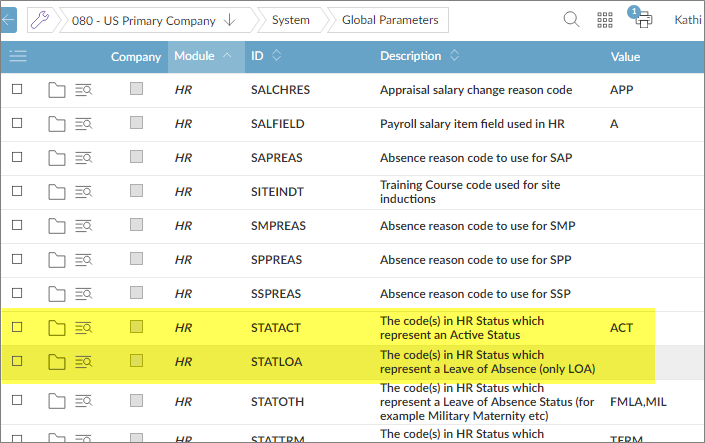 080 - US Primary Company System Global Parameters 1 Kathi
Company Module ID Description Value
HR SALCHRES Appraisal salary change reason code APP
HR SALFIELD Payroll salary item field used in HR A
HR SAPREAS Absence reason code to use for SAP
HR SITEINDT Training Course code used for site
inductions
HR SMPREAS Absence reason code to use for SMP
HR SPPREAS Absence reason code to use for SPP
HR SSPREAS Absence reason code to use for SSP
HR STATACT The code(s) in HR Status which
represent an Active Status ACT
HR STATLOA The code(s) in HR Status which
represent a Leave of Absence (only LOA)
HR STATOTH The code(s) in HR Status which
represent a Leave of Absence Status (for FMLA,MIL
example Military Maternity etc)
HR STATTRM The code(s) in HR Status which TERM